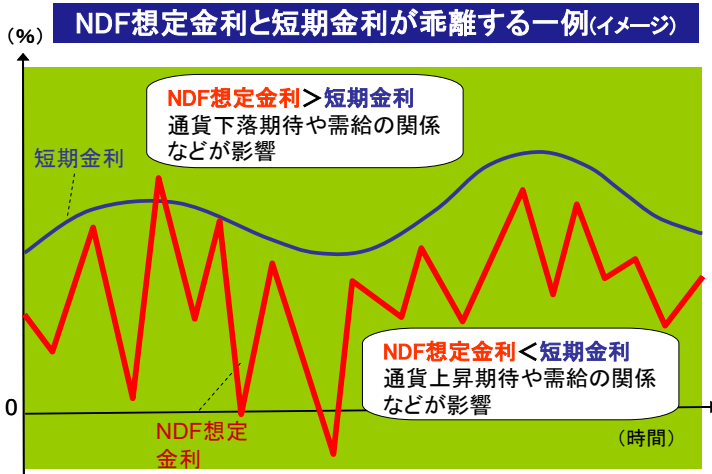 NDF想定金利と短期金利が乖離する一例(イメージ)
(%)
NDF想定金利＞短期金利
通貨下落期待や需給の関係
などが影響
短期金利
NDF想定金利＜短期金利
通貨上昇期待や需給の関係
などが影響
0
NDF想定
金利
(時間)